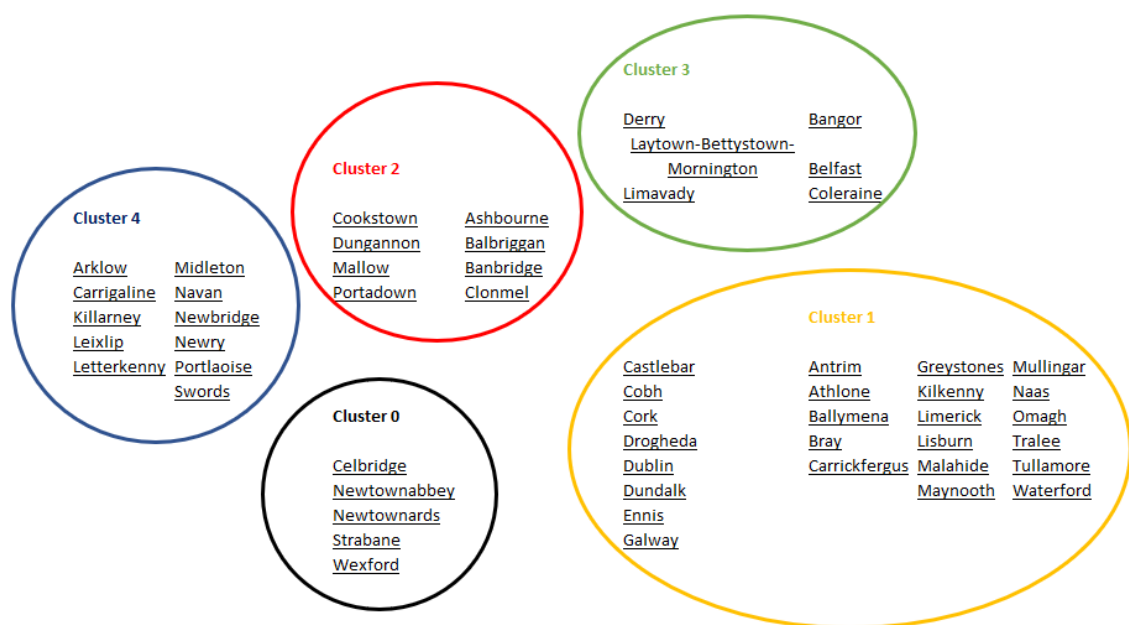 Cluster 3
Derry Bangor
Laytown-Bettystown-
Mornington Belfast
Limavady Coleraine
Cluster 2
Cookstown Ashbourne
Dungannon Balbriggan
Mallow Banbridge
Portadown Clonmel
Cluster 4
Arklow Midleton
Carrigaline Navan
Killarney Newbridge
Leixlip Newry
Letterkenny Portlaoise
Swords
Cluster 1
Castlebar Antrim Greystones Mullingar
Cobh Athlone Kilkenny Naas
Cork Ballymena Limerick Omagh
Drogheda Bray Lisburn Tralee
Dublin Carrickfergus Malahide Tullamore
Dundalk Maynooth Waterford
Ennis
Galway
Cluster 0
Celbridge
Newtownabbey
Newtownards
Strabane
Wexford